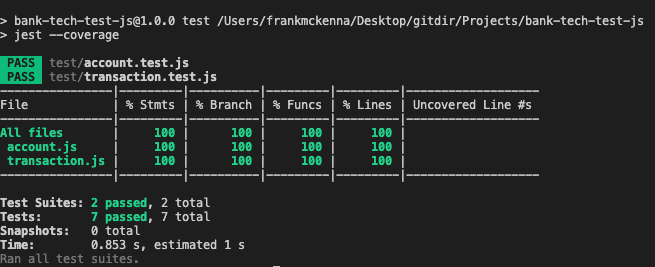 > bank-tech-test-js@1.0.0 test /Users/frankmckenna/Desktop/gitdir/Projects/bank-tech-test-js
> jest --coverage
PASS test/account.test.js
PASS test/transaction.test.js
----------------|---------|----------|---------|---------|-------------------
File            | % Stmts | % Branch | % Funcs | % Lines | Uncovered Line #s
----------------|---------|----------|---------|---------|-------------------
All files       |     100 |      100 |     100 |     100 |
 account.js     |     100 |      100 |     100 |     100 |
 transaction.js |     100 |      100 |     100 |     100 |
----------------|---------|----------|---------|---------|-------------------
Test Suites: 2 passed, 2 total
Tests:       7 passed, 7 total
Snapshots:   0 total
Time:        0.853 s, estimated 1 s
Ran all test suites.